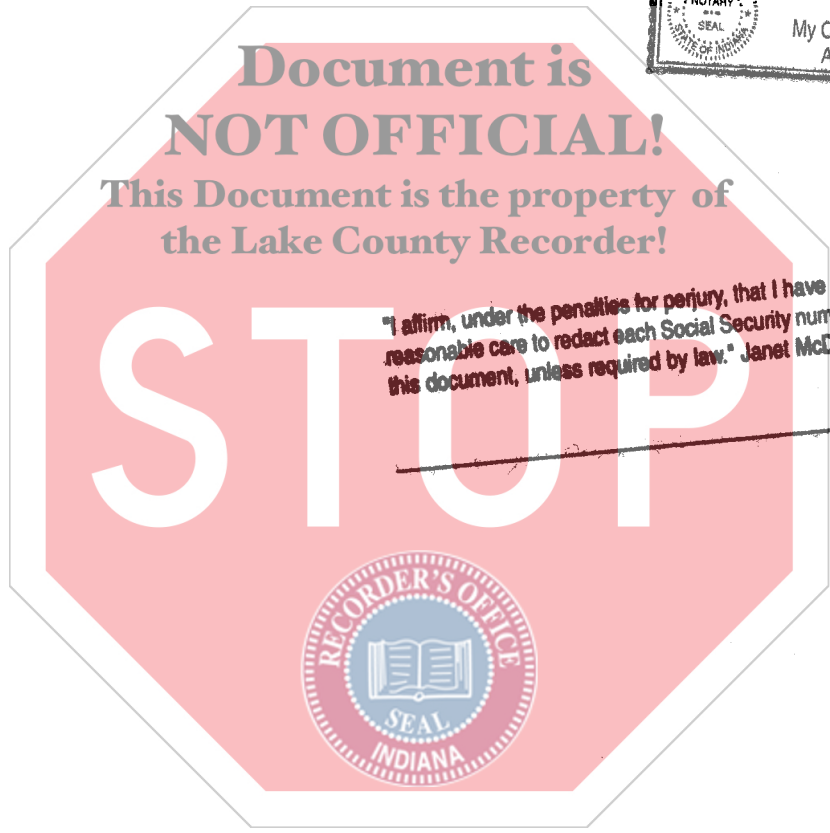 NOTARY
SEAL
STATE OF INDIANA
My C
A
Document is
NOT OFFICIAL!
This Document is the property of
the Lake County Recorder!
"I affirm, under the penalties for perjury, that I have
reasonable care to redact each Social Security num
this document, unless required by law." Janet McD
STOP
RECORDER'S OFFICE
SEAL
INDIANA